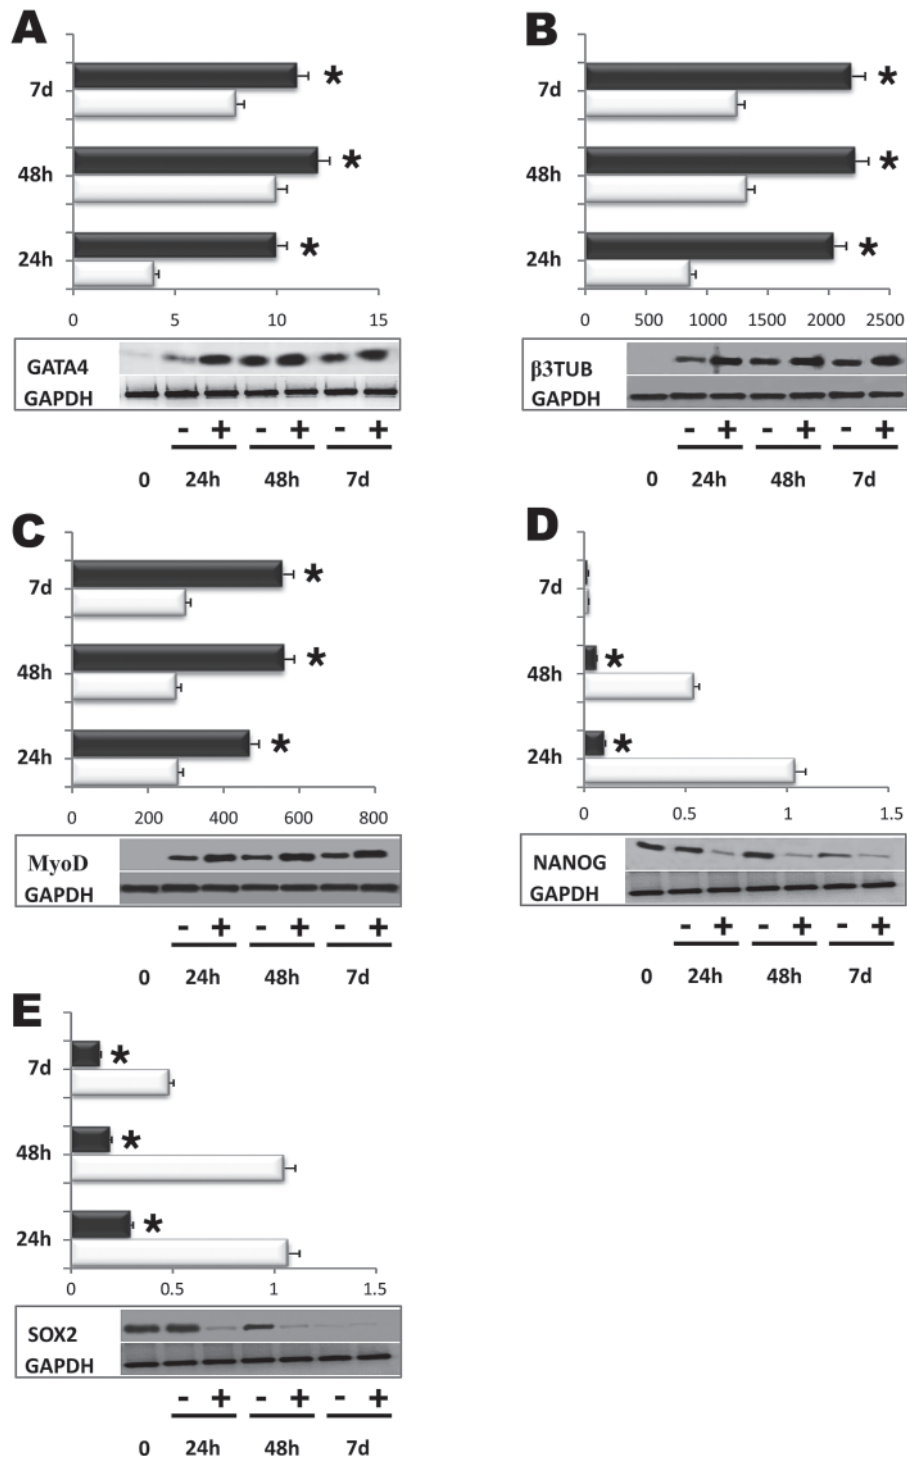 A
7d *
48h *
24h *
0 5 10 15
GATA4
GAPDH
- + - + - +
0 24h 48h 7d
B
7d *
48h *
24h *
0 500 1000 1500 2000 2500
β3TUB
GAPDH
- + - + - +
0 24h 48h 7d
C
7d *
48h *
24h *
0 200 400 600 800
MyoD
GAPDH
- + - + - +
0 24h 48h 7d
D
7d
48h *
24h *
0 0.5 1 1.5
NANOG
GAPDH
- + - + - +
0 24h 48h 7d
E
7d *
48h *
24h *
0 0.5 1 1.5
SOX2
GAPDH
- + - + - +
0 24h 48h 7d